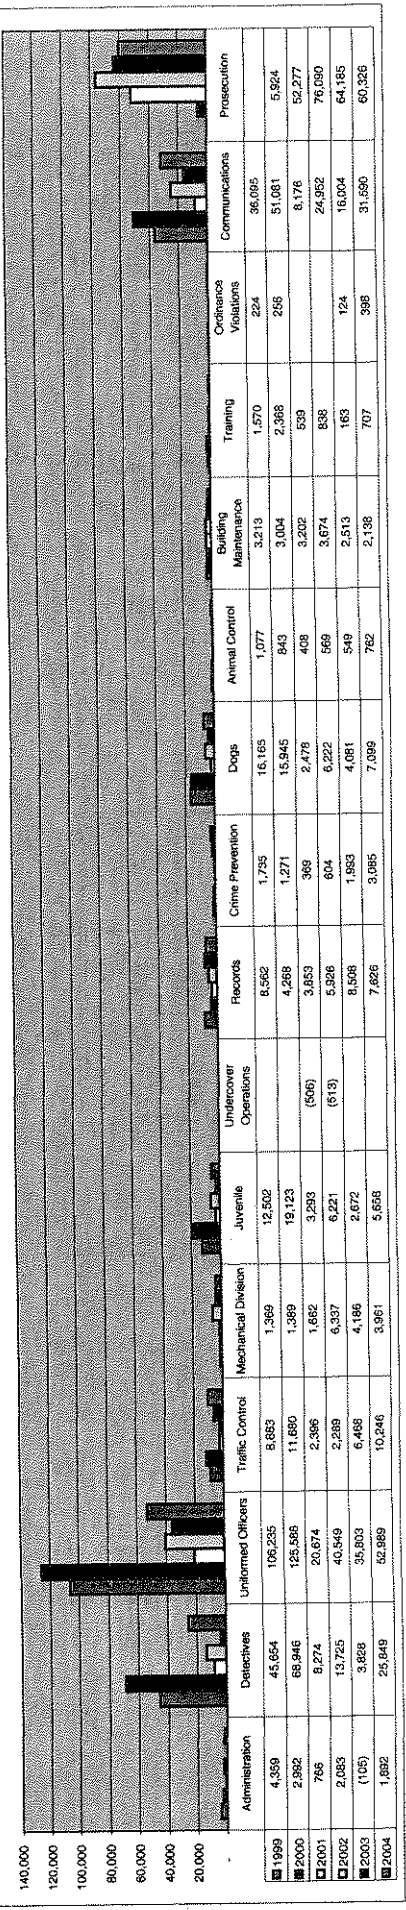 140,000
120,000
100,000
80,000
60,000
40,000
20,000
Administration Detectives Uniformed Officers Traffic Control Mechanical Division Juvenile Undercover Operations Records Crime Prevention Dogs Animal Control Building Maintenance Training Ordinance Violations Communications Prosecution
1999 4,359 45,654 106,235 8,883 1,369 12,502 8,562 1,735 16,165 1,077 3,213 1,570 224 36,095
2000 2,992 68,946 125,586 11,680 1,389 19,123 4,268 1,271 15,945 843 3,004 2,368 256 51,081 5,924
2001 766 8,274 20,674 2,396 1,662 3,293 (506) 3,853 369 2,478 408 3,202 539 8,176 52,277
2002 2,083 13,725 40,549 2,289 6,337 6,221 (513) 5,926 604 6,222 569 3,674 838 24,952 76,090
2003 (105) 3,828 35,803 6,468 4,186 2,672 8,508 1,993 4,081 549 2,513 163 124 16,004 64,185
2004 1,892 25,849 52,989 10,246 3,961 5,656 7,626 3,085 7,099 762 2,138 707 398 31,590 60,326